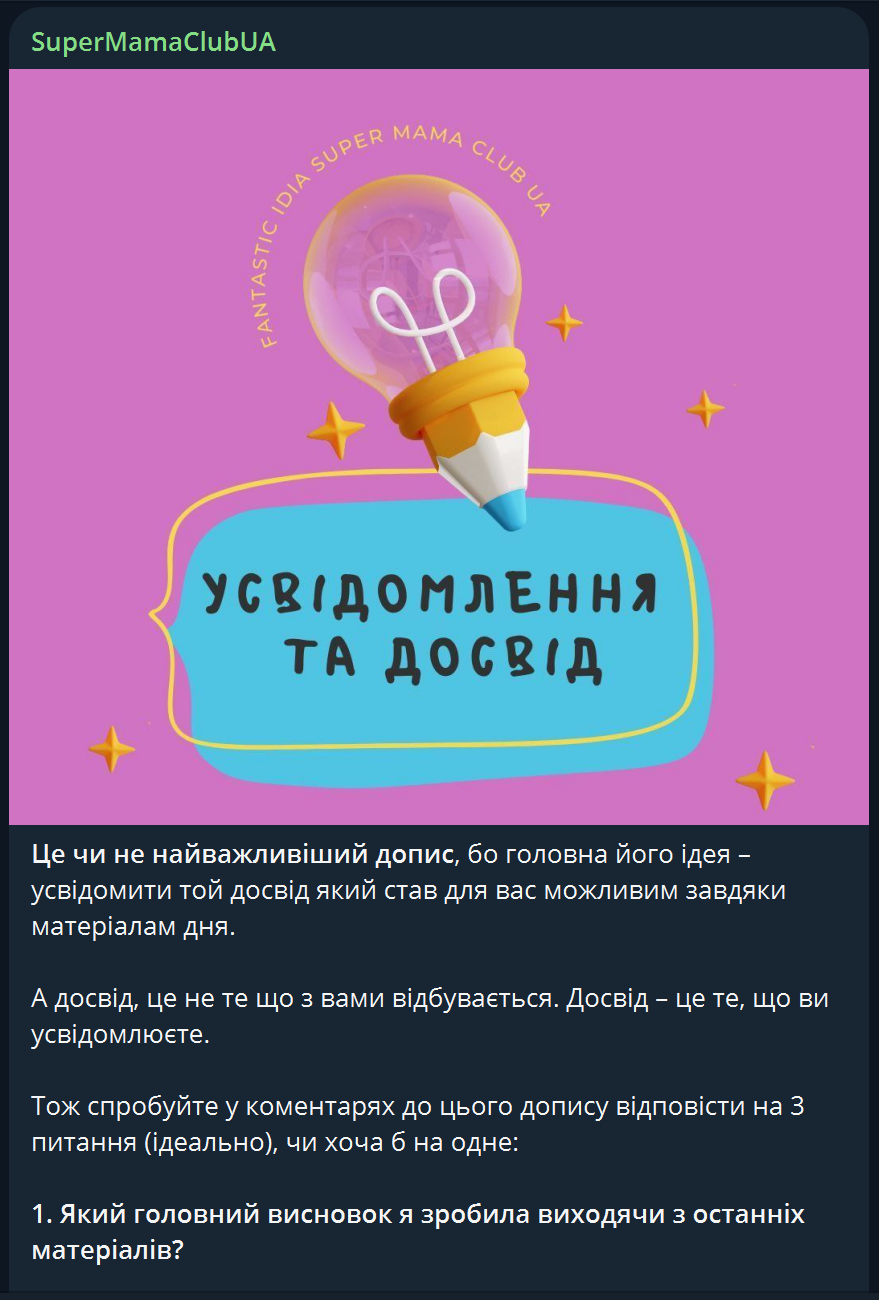 SuperMamaClubUA
FANTASTIC IDIA SUPER MAMA CLUB UA
УСВІДОМЛЕННЯ
ТА ДОСВІД
Це чи не найважливіший допис, бо головна його ідея –
усвідомити той досвід який став для вас можливим завдяки
матеріалам дня.
А досвід, це не те що з вами відбувається. Досвід – це те, що ви
усвідомлюєте.
Тож спробуйте у коментарях до цього допису відповісти на 3
питання (ідеально), чи хоча б на одне:
1. Який головний висновок я зробила виходячи з останніх
матеріалів?